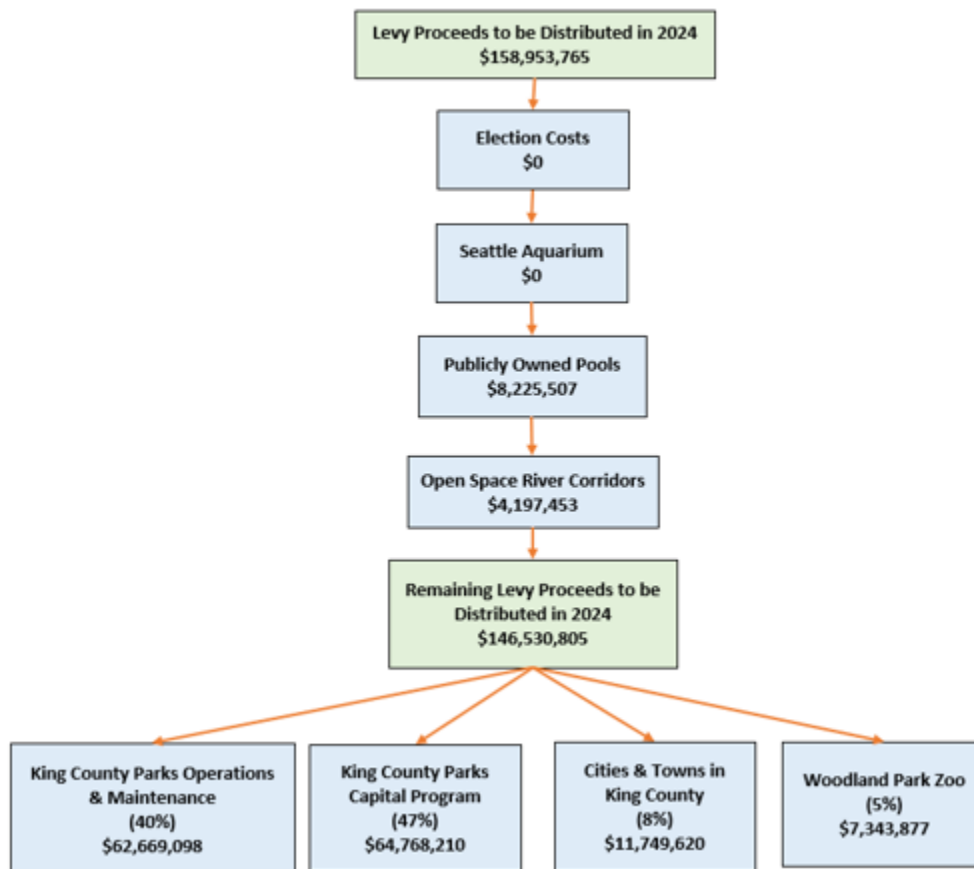 Levy Proceeds to be Distributed in 2024
$158,953,765
Election Costs
$0
Seattle Aquarium
$0
Publicly Owned Pools
$8,225,507
Open Space River Corridors
$4,197,453
Remaining Levy Proceeds to be
Distributed in 2024
$146,530,805
King County Parks Operations
& Maintenance
(40%)
$62,669,098
King County Parks
Capital Program
(47%)
$64,768,210
Cities & Towns in
King County
(8%)
$11,749,620
Woodland Park Zoo
(5%)
$7,343,877